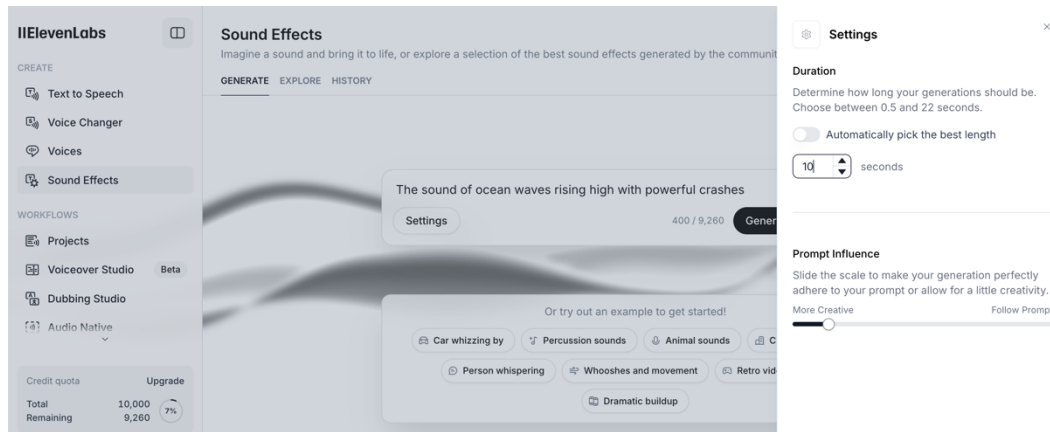 IIElevenLabs
CREATE
Text to Speech
Voice Changer
Voices
Sound Effects
WORKFLOWS
Projects
Voiceover Studio Beta
Dubbing Studio
Audio Native
Credit quota Upgrade
Total 10,000
Remaining 9,260
7%
Sound Effects
Imagine a sound and bring it to life, or explore a selection of the best sound effects generated by the communit
GENERATE EXPLORE HISTORY
The sound of ocean waves rising high with powerful crashes
Settings 400 / 9,260 Gener
Or try out an example to get started!
Car whizzing by Percussion sounds Animal sounds C
Person whispering Whooshes and movement Retro vid
Dramatic buildup
Settings
Duration
Determine how long your generations should be.
Choose between 0.5 and 22 seconds.
Automatically pick the best length
10 seconds
Prompt Influence
Slide the scale to make your generation perfectly
adhere to your prompt or allow for a little creativity.
More Creative Follow Promp